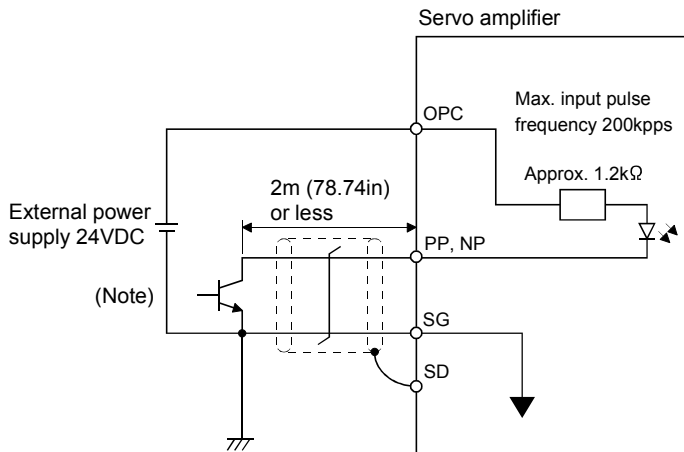 Servo amplifier
OPC
Max. input pulse
frequency 200kpps
Approx. 1.2kΩ
2m (78.74in)
or less
External power
supply 24VDC
PP, NP
(Note)
SG
SD